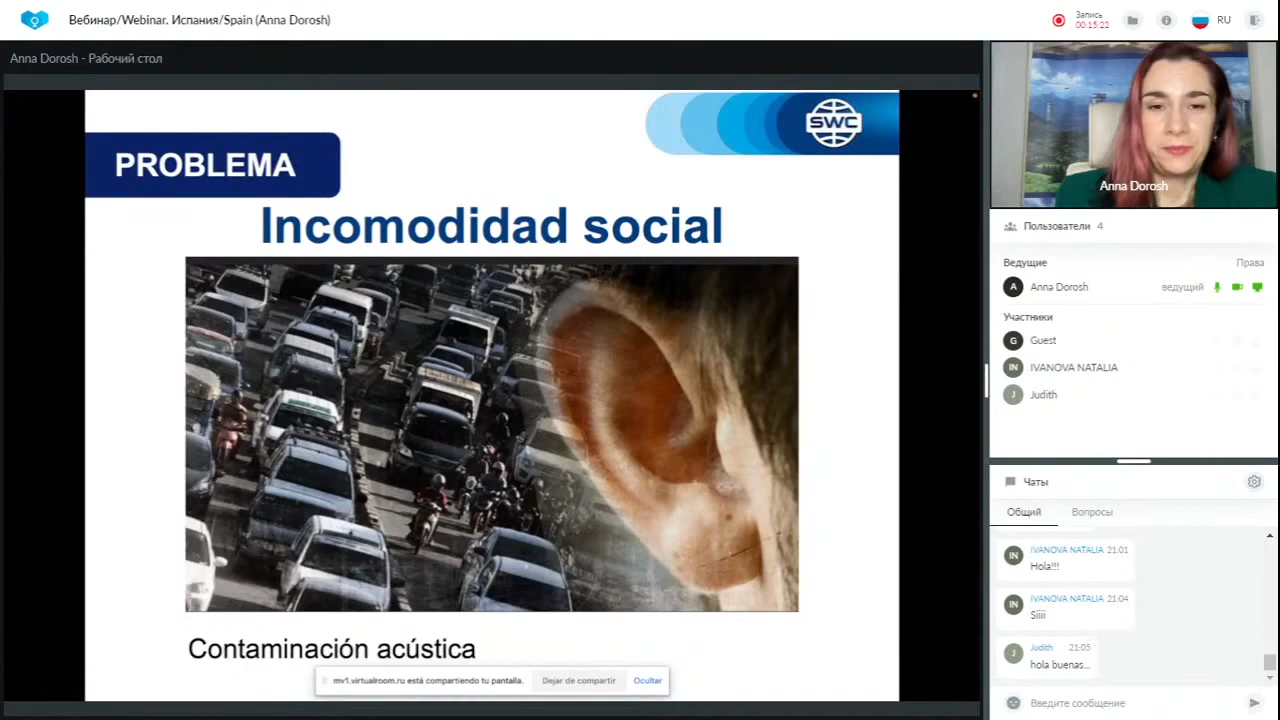 Вебинар/Webinar. Испания/Spain (Anna Dorosh)
Запись
00:15:22
RU
Anna Dorosh - Рабочий стол
PROBLEMA
SWC
Incomodidad social
Contaminación acústica
mv1.virtualroom.ru está compartiendo tu pantalla.
Dejar de compartir
Ocultar
Anna Dorosh
Пользователи 4
Ведущие
Права
A
Anna Dorosh
ведущий
Участники
G
Guest
IN
IVANOVA NATALIA
J
Judith
Чаты
Общий
Вопросы
IN
IVANOVA NATALIA 21:01
Hola!!!
IN
IVANOVA NATALIA 21:04
Siiii
J
Judith 21:05
hola buenas...
Введите сообщение